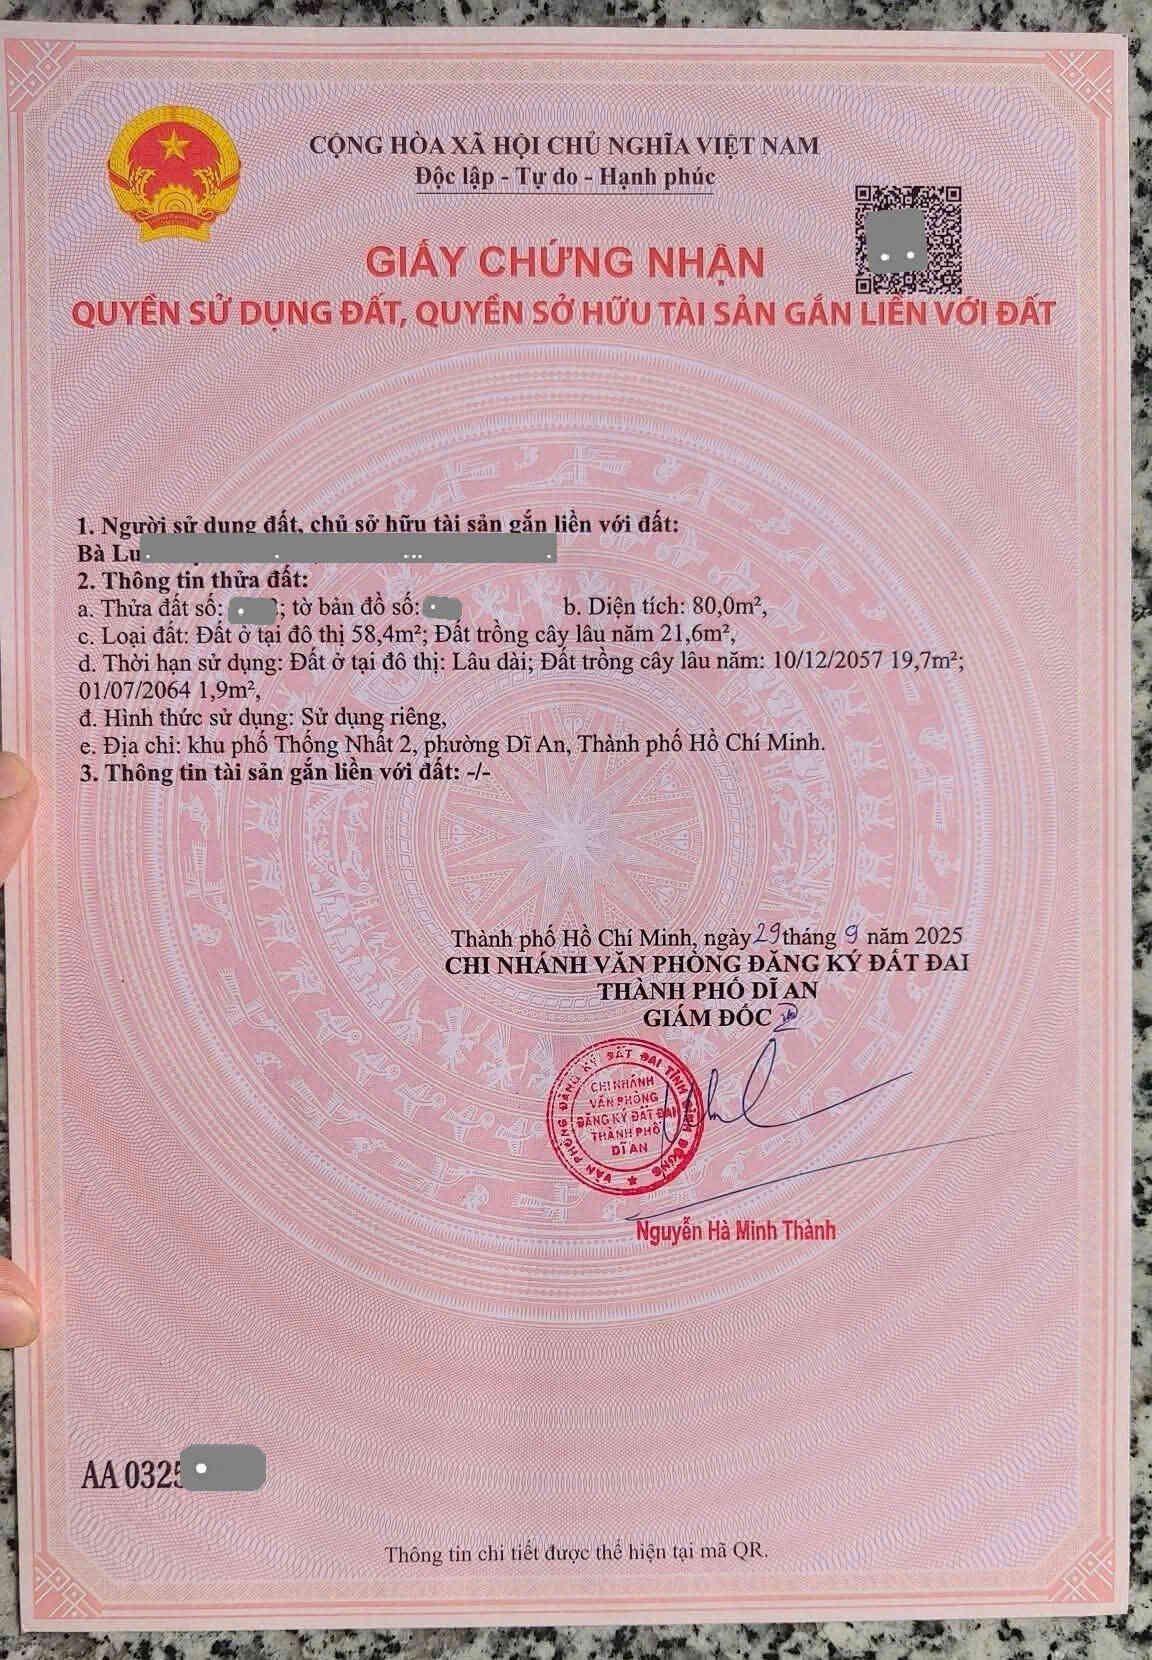 CỘNG HÒA XÃ HỘI CHỦ NGHĨA VIỆT NAM
Độc lập - Tự do - Hạnh phúc
GIẤY CHỨNG NHẬN
QUYỀN SỬ DỤNG ĐẤT, QUYỀN SỞ HỮU TÀI SẢN GẮN LIỀN VỚI ĐẤT
1. Người sử dụng đất, chủ sở hữu tài sản gắn liền với đất:
Bà Lu
2. Thông tin thửa đất:
a. Thửa đất số: ; tờ bản đồ số: b. Diện tích: 80,0m²,
c. Loại đất: Đất ở tại đô thị 58,4m²; Đất trồng cây lâu năm 21,6m²,
d. Thời hạn sử dụng: Đất ở tại đô thị: Lâu dài; Đất trồng cây lâu năm: 10/12/2057 19,7m²;
01/07/2064 1,9m²,
đ. Hình thức sử dụng: Sử dụng riêng,
e. Địa chỉ: khu phố Thống Nhất 2, phường Dĩ An, Thành phố Hồ Chí Minh.
3. Thông tin tài sản gắn liền với đất: -/-
Thành phố Hồ Chí Minh, ngày 29 tháng 9 năm 2025
CHI NHÁNH VĂN PHÒNG ĐĂNG KÝ ĐẤT ĐAI
THÀNH PHỐ DĨ AN
GIÁM ĐỐC
VĂN PHÒNG ĐĂNG KÝ ĐẤT ĐAI TỈNH BÌNH DƯƠNG
CHI NHÁNH
VĂN PHÒNG
ĐĂNG KÝ ĐẤT ĐAI
THÀNH PHỐ
DĨ AN
Nguyễn Hà Minh Thành
AA 0325
Thông tin chi tiết được thể hiện tại mã QR.